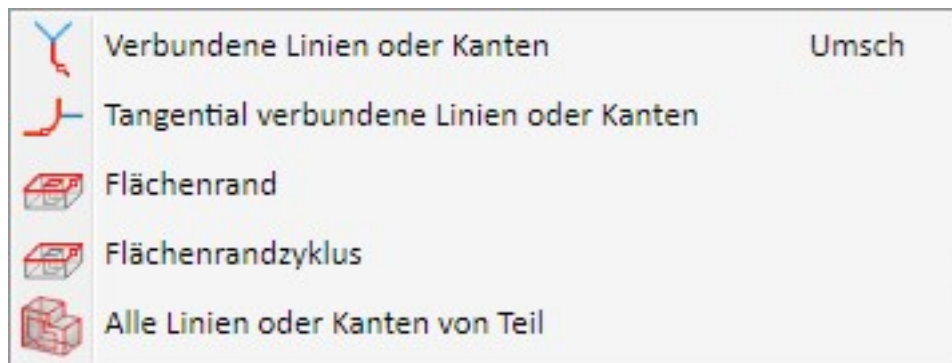 Verbundene Linien oder Kanten Umsch
Tangential verbundene Linien oder Kanten
Flächenrand
Flächenrandzyklus
Alle Linien oder Kanten von Teil